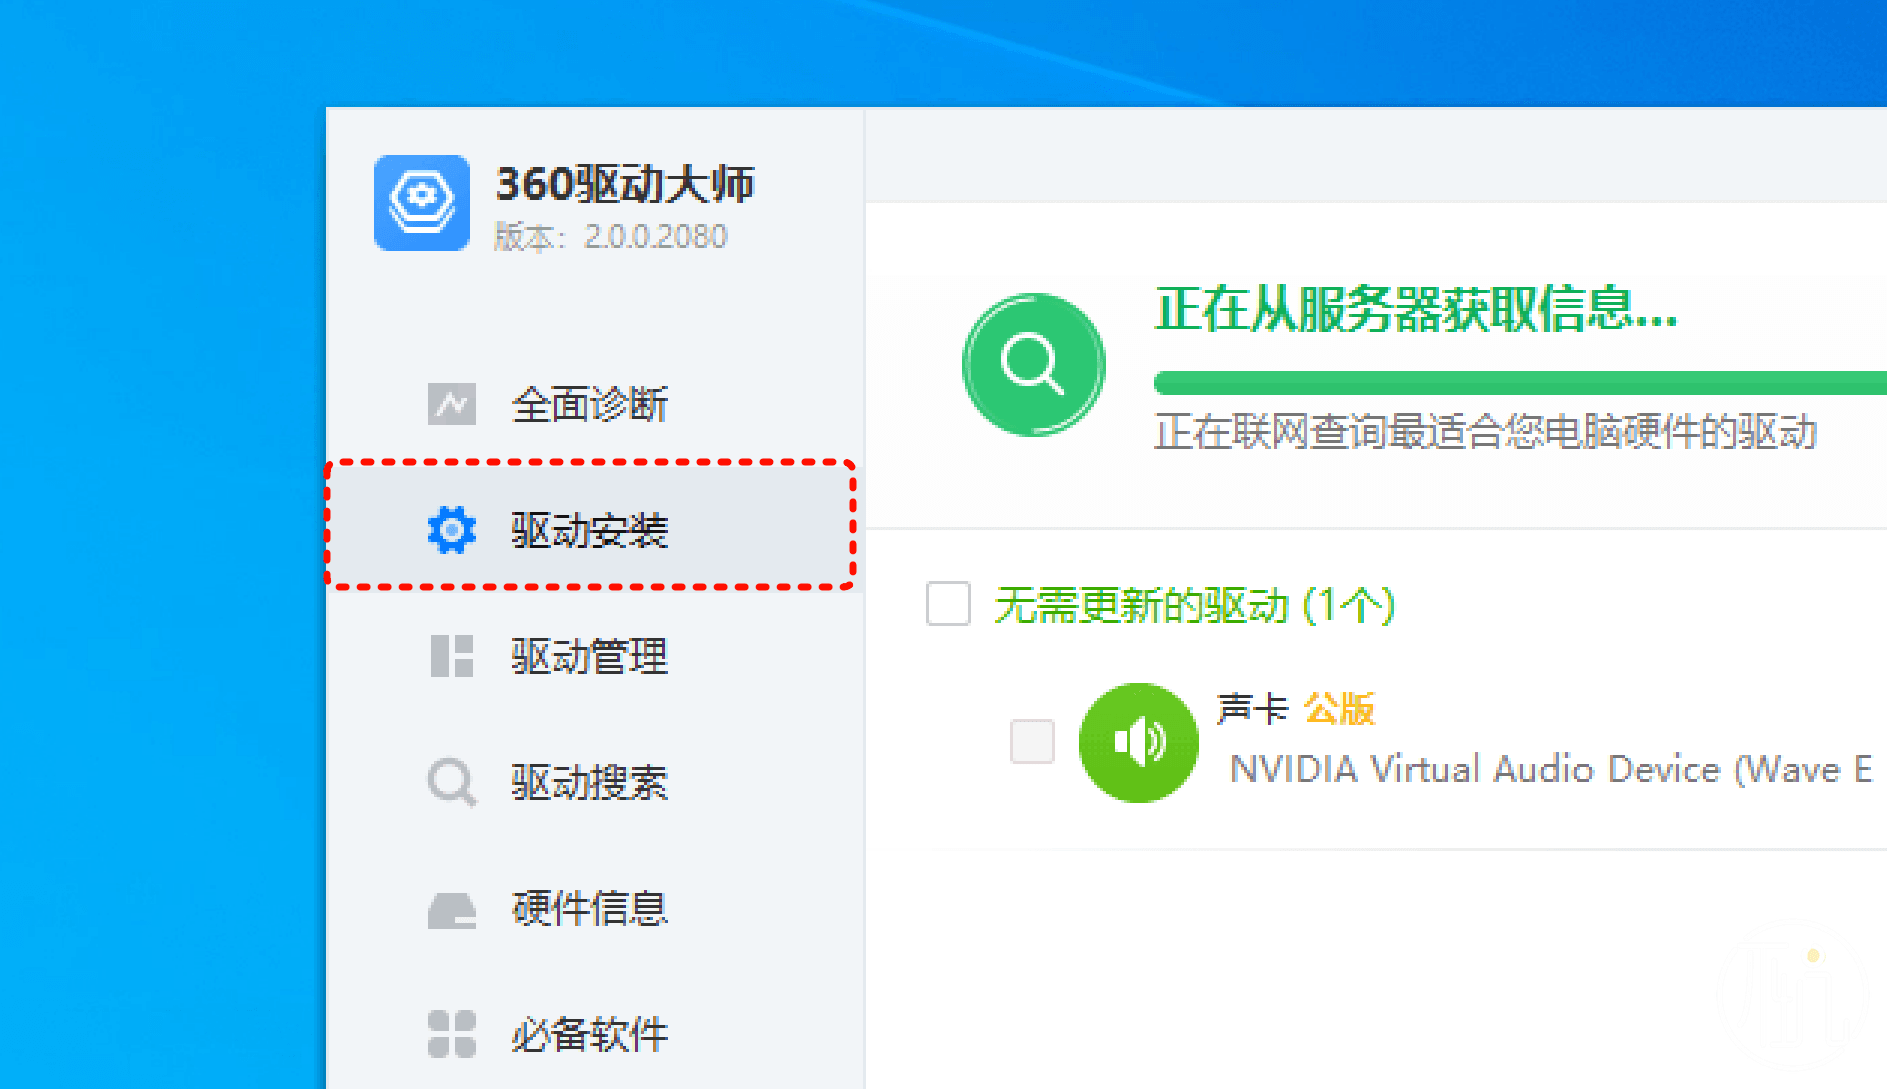 360驱动大师
版本：2.0.0.2080
全面诊断
驱动安装
驱动管理
驱动搜索
硬件信息
必备软件
正在从服务器获取信息...
正在联网查询最适合您电脑硬件的驱动
无需更新的驱动 (1个)
声卡 公版
NVIDIA Virtual Audio Device (Wave E